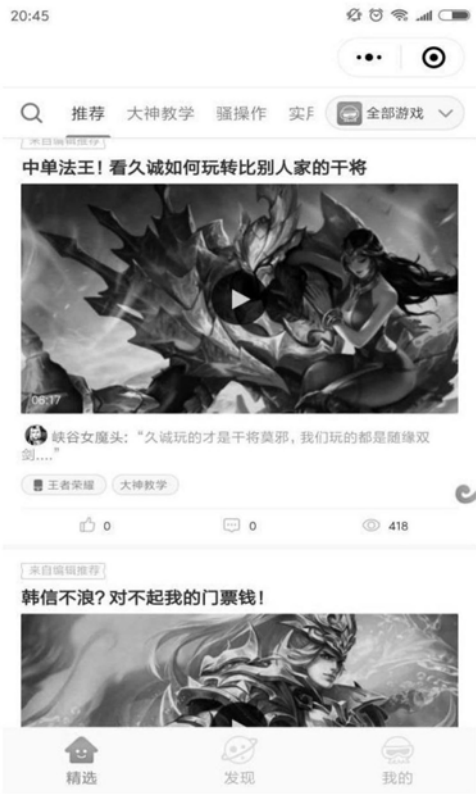 20:45
推荐 大神教学 骚操作 实用 全部游戏
来自编辑推荐
中单法王！看久诚如何玩转比别人家的干将
06:17
峡谷女魔头：“久诚玩的才是干将莫邪，我们玩的都是随缘双
剑....”
王者荣耀 大神教学
0 0 418
来自编辑推荐
韩信不浪？对不起我的门票钱！
精选 发现 我的